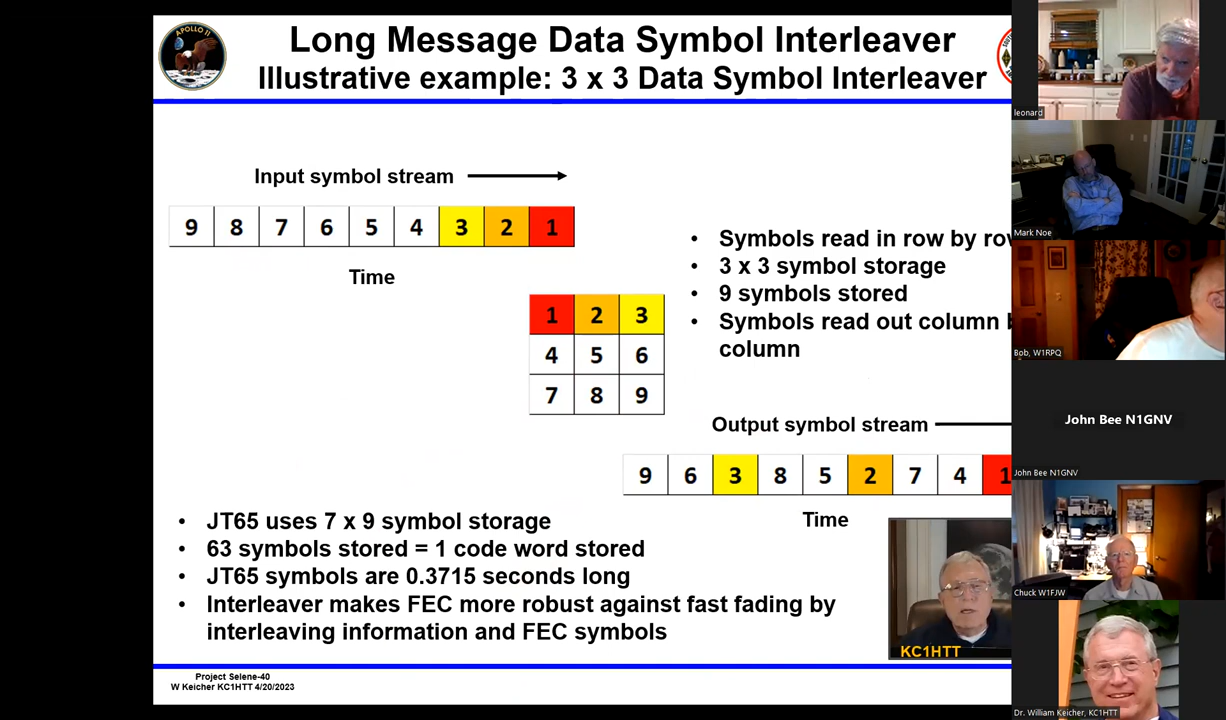 APOLLO 11
Long Message Data Symbol Interleaver
Illustrative example: 3 x 3 Data Symbol Interleaver
Input symbol stream
9 8 7 6 5 4 3 2 1
Time
1 2 3
4 5 6
7 8 9
• Symbols read in row by row
• 3 x 3 symbol storage
• 9 symbols stored
• Symbols read out column b
column
Output symbol stream
9 6 3 8 5 2 7 4 1
Time
• JT65 uses 7 x 9 symbol storage
• 63 symbols stored = 1 code word stored
• JT65 symbols are 0.3715 seconds long
• Interleaver makes FEC more robust against fast fading by
interleaving information and FEC symbols
KC1HTT
Project Selene-40
W Keicher KC1HTT 4/20/2023
leonard
Mark Noe
Bob, W1RPQ
John Bee N1GNV
John Bee N1GNV
Chuck W1FJW
Dr. William Keicher, KC1HTT